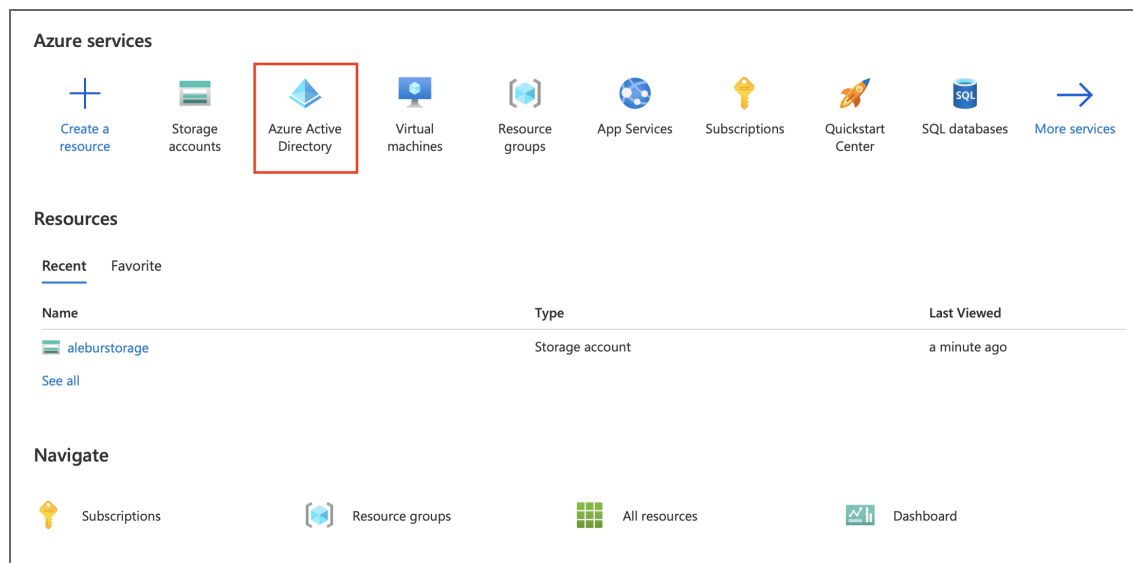 Azure services
Create a
resource
Storage
accounts
Azure Active
Directory
Virtual
machines
Resource
groups
App Services
Subscriptions
Quickstart
Center
SQL
SQL databases
More services
Resources
Recent Favorite
Name Type Last Viewed
aleburstorage Storage account a minute ago
See all
Navigate
Subscriptions Resource groups All resources Dashboard